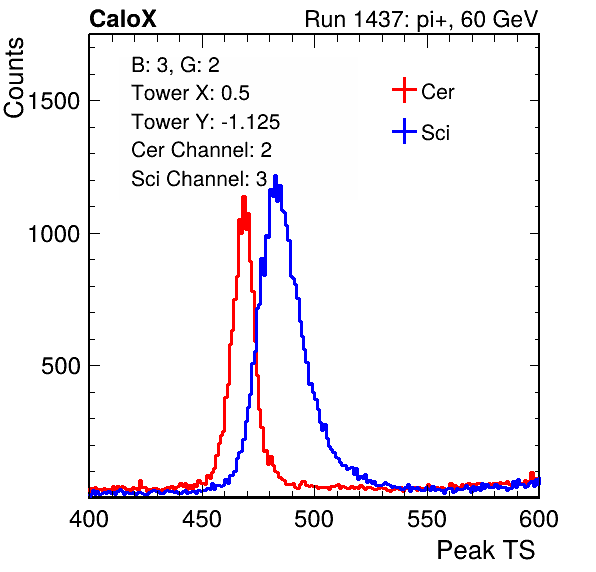 CaloX Run 1437: pi+, 60 GeV
Counts
B: 3, G: 2
Tower X: 0.5
Tower Y: -1.125
Cer Channel: 2
Sci Channel: 3
Cer
Sci
1500
1000
500
400 450 500 550 600
Peak TS